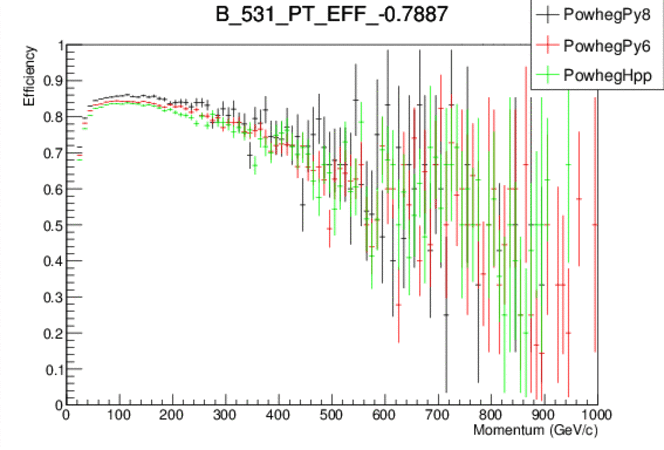 B_531_PT_EFF_-0.7887
PowhegPy8
PowhegPy6
PowhegHpp
Efficiency
1
0.9
0.8
0.7
0.6
0.5
0.4
0.3
0.2
0.1
0
0 100 200 300 400 500 600 700 800 900 1000
Momentum (GeV/c)